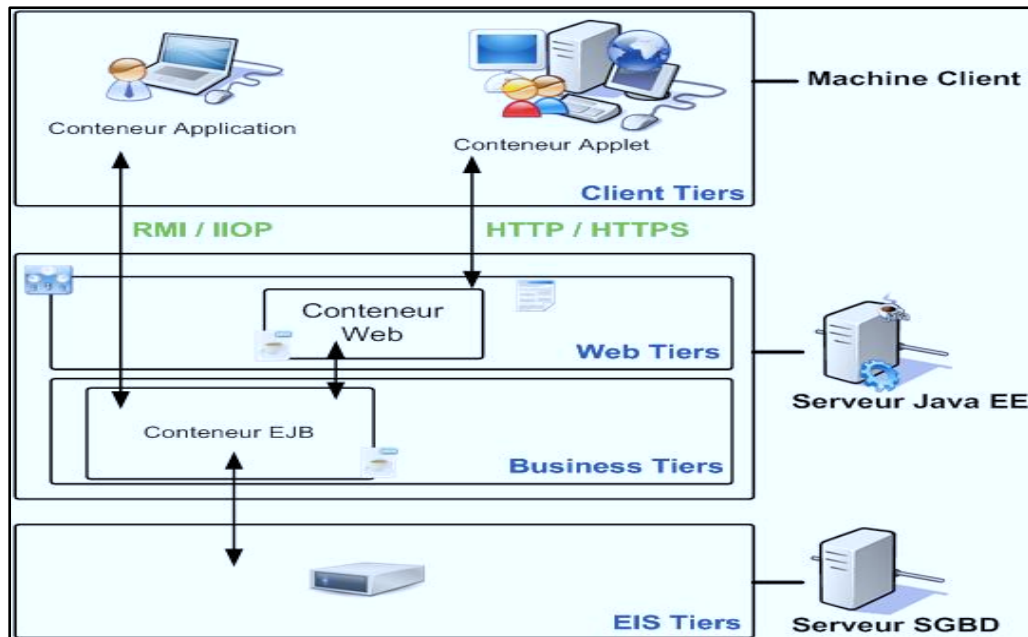 Machine Client
Conteneur Application
Conteneur Applet
Client Tiers
RMI / IIOP
HTTP / HTTPS
Conteneur
Web
Web Tiers
Serveur Java EE
Conteneur EJB
Business Tiers
EIS Tiers
Serveur SGBD